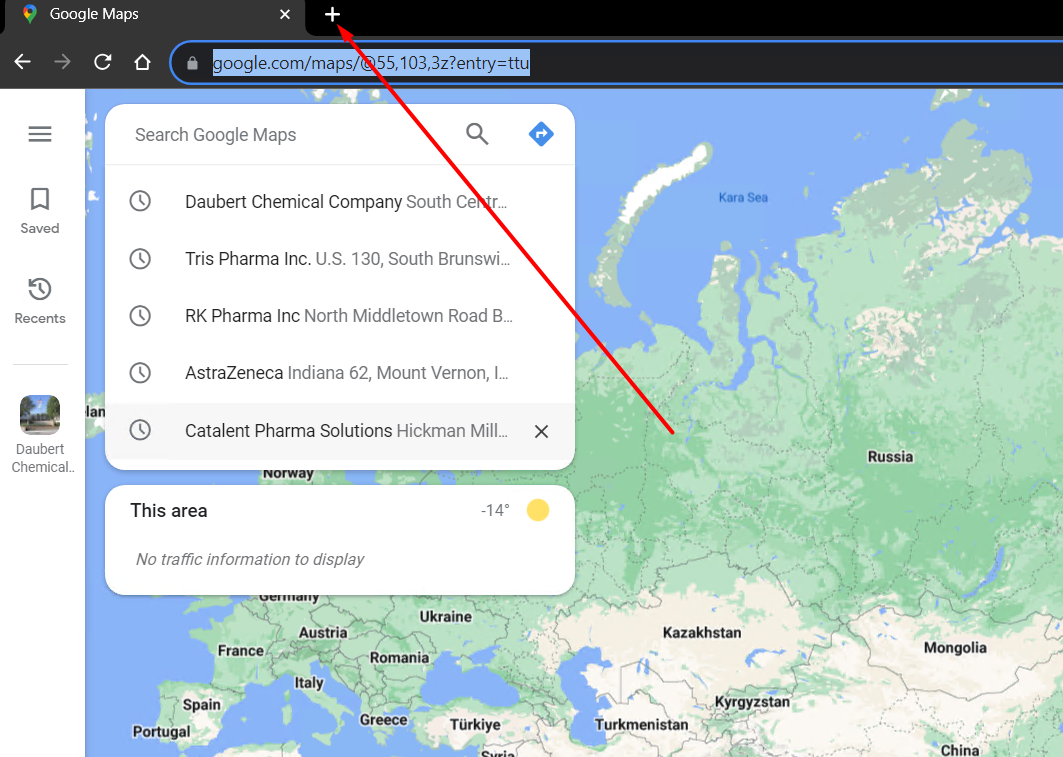 Google Maps
google.com/maps/@55,103,3z?entry=ttu
Search Google Maps
Saved
Recents
Daubert
Chemical..
Daubert Chemical Company South Centr...
Tris Pharma Inc. U.S. 130, South Brunswi...
RK Pharma Inc North Middletown Road B...
AstraZeneca Indiana 62, Mount Vernon, I...
Catalent Pharma Solutions Hickman Mill...
This area
-14°
No traffic information to display
Kara Sea
Russia
Norway
Germany
Ukraine
Austria
France
Romania
Kazakhstan
Mongolia
Italy
Spain
Greece
Portugal
Türkiye
Kyrgyzstan
Turkmenistan
Syria
China